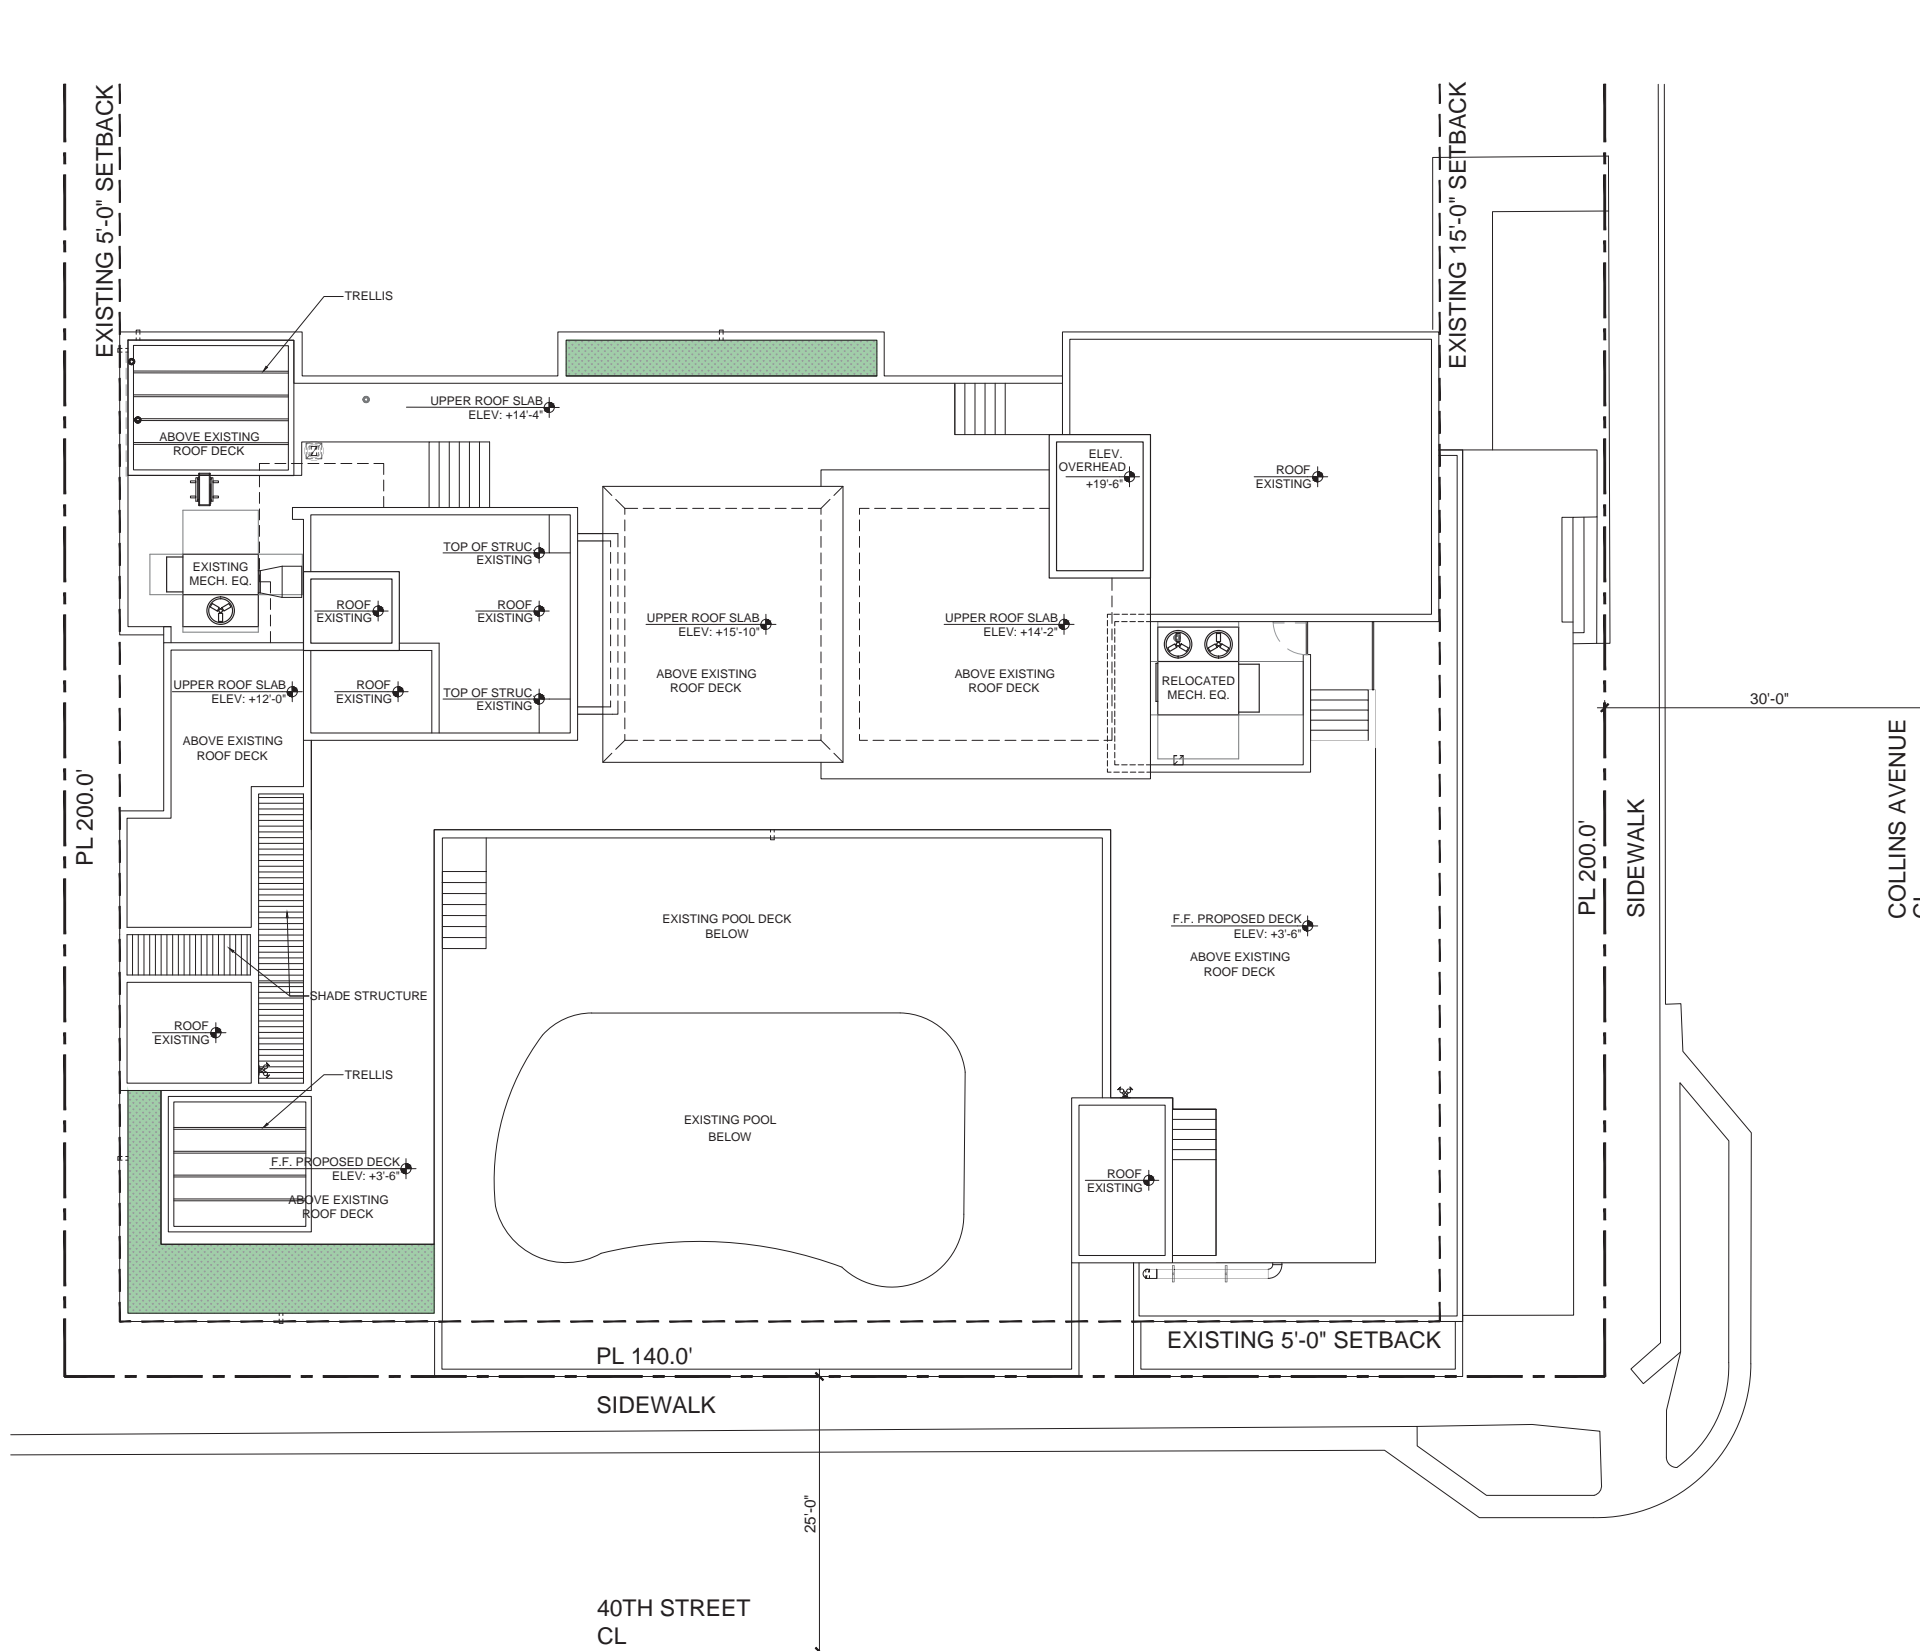 EXISTING 5'-0" SETBACK
EXISTING 15'-0" SETBACK
TRELLIS
UPPER ROOF SLAB
ELEV: +14'-4"
ABOVE EXISTING
ROOF DECK
ELEV.
OVERHEAD
+19'-6"
ROOF
EXISTING
TOP OF STRUC
EXISTING
EXISTING
MECH. EQ.
ROOF
EXISTING
ROOF
EXISTING
UPPER ROOF SLAB
ELEV: +15'-10"
ABOVE EXISTING
ROOF DECK
UPPER ROOF SLAB
ELEV: +14'-2"
ABOVE EXISTING
ROOF DECK
RELOCATED
MECH. EQ.
UPPER ROOF SLAB
ELEV: +12'-0"
ROOF
EXISTING
TOP OF STRUC
EXISTING
ABOVE EXISTING
ROOF DECK
30'-0"
COLLINS AVENUE
PL 200.0'
PL 200.0'
SIDEWALK
EXISTING POOL DECK
BELOW
F.F. PROPOSED DECK
ELEV: +3'-6"
ABOVE EXISTING
ROOF DECK
SHADE STRUCTURE
ROOF
EXISTING
TRELLIS
EXISTING POOL
BELOW
F.F. PROPOSED DECK
ELEV: +3'-6"
ABOVE EXISTING
ROOF DECK
ROOF
EXISTING
EXISTING 5'-0" SETBACK
PL 140.0'
SIDEWALK
25'-0"
40TH STREET
CL